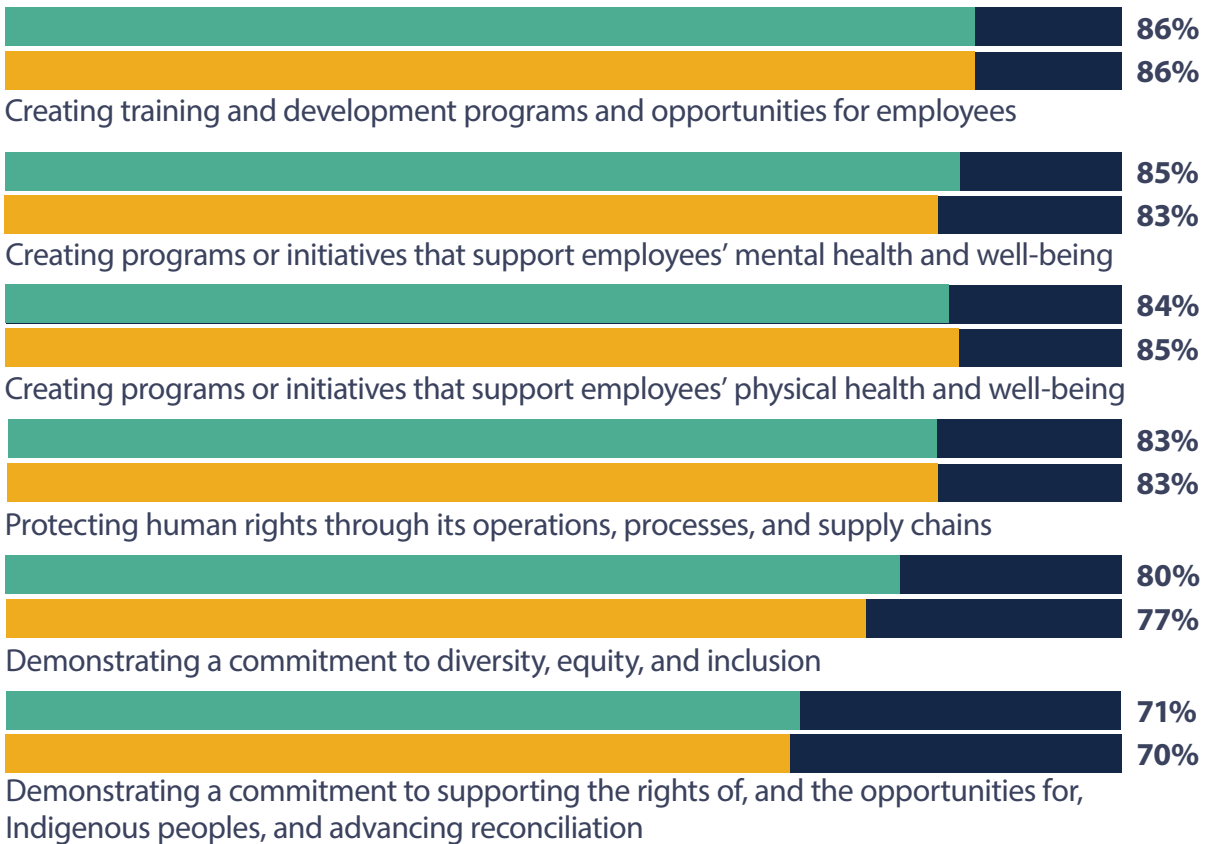 86%
86%
Creating training and development programs and opportunities for employees
85%
83%
Creating programs or initiatives that support employees’ mental health and well-being
84%
85%
Creating programs or initiatives that support employees’ physical health and well-being
83%
83%
Protecting human rights through its operations, processes, and supply chains
80%
77%
Demonstrating a commitment to diversity, equity, and inclusion
71%
70%
Demonstrating a commitment to supporting the rights of, and the opportunities for,
Indigenous peoples, and advancing reconciliation